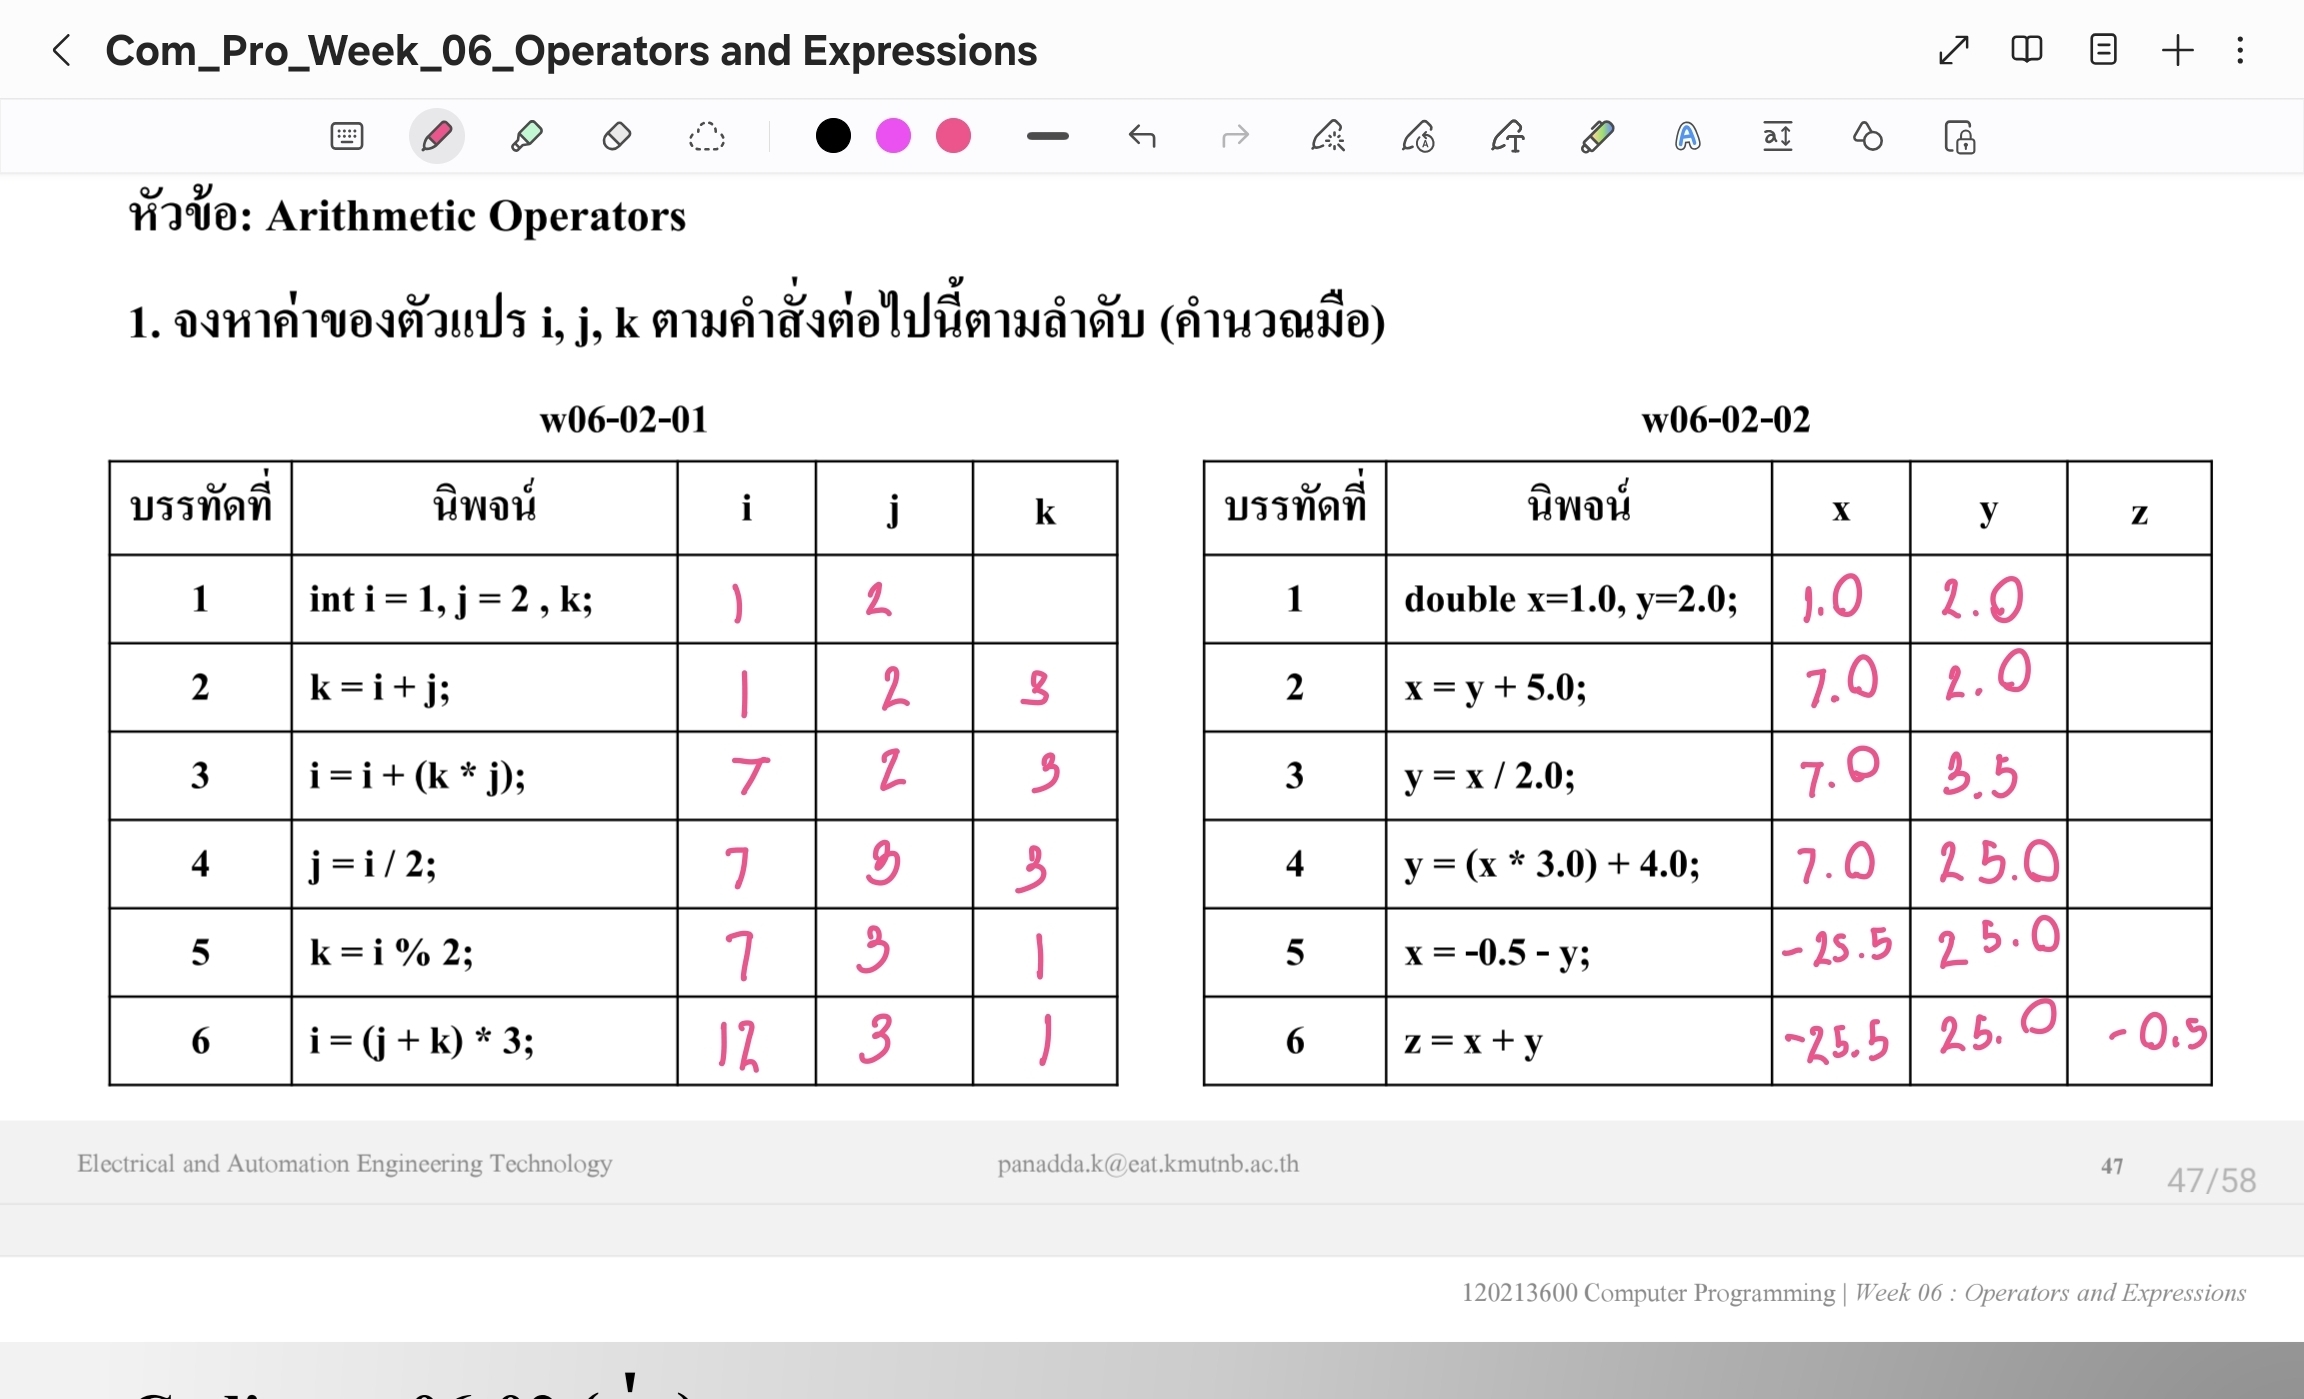 Com_Pro_Week_06_Operators and Expressions
หัวข้อ: Arithmetic Operators
1. จงหาค่าของตัวแปร i, j, k ตามคำสั่งต่อไปนี้ตามลำดับ (คำนวณมือ)
w06-02-01
บรรทัดที่ นิพจน์ i j k
1 int i = 1, j = 2 , k; 1 2
2 k = i + j; 1 2 3
3 i = i + (k * j); 7 2 3
4 j = i / 2; 7 3 3
5 k = i % 2; 7 3 1
6 i = (j + k) * 3; 12 3 1
w06-02-02
บรรทัดที่ นิพจน์ x y z
1 double x=1.0, y=2.0; 1.0 2.0
2 x = y + 5.0; 7.0 2.0
3 y = x / 2.0; 7.0 3.5
4 y = (x * 3.0) + 4.0; 7.0 25.0
5 x = -0.5 - y; -25.5 25.0
6 z = x + y -25.5 25.0 -0.5
Electrical and Automation Engineering Technology panadda.k@eat.kmutnb.ac.th 47 47/58
120213600 Computer Programming | Week 06 : Operators and Expressions